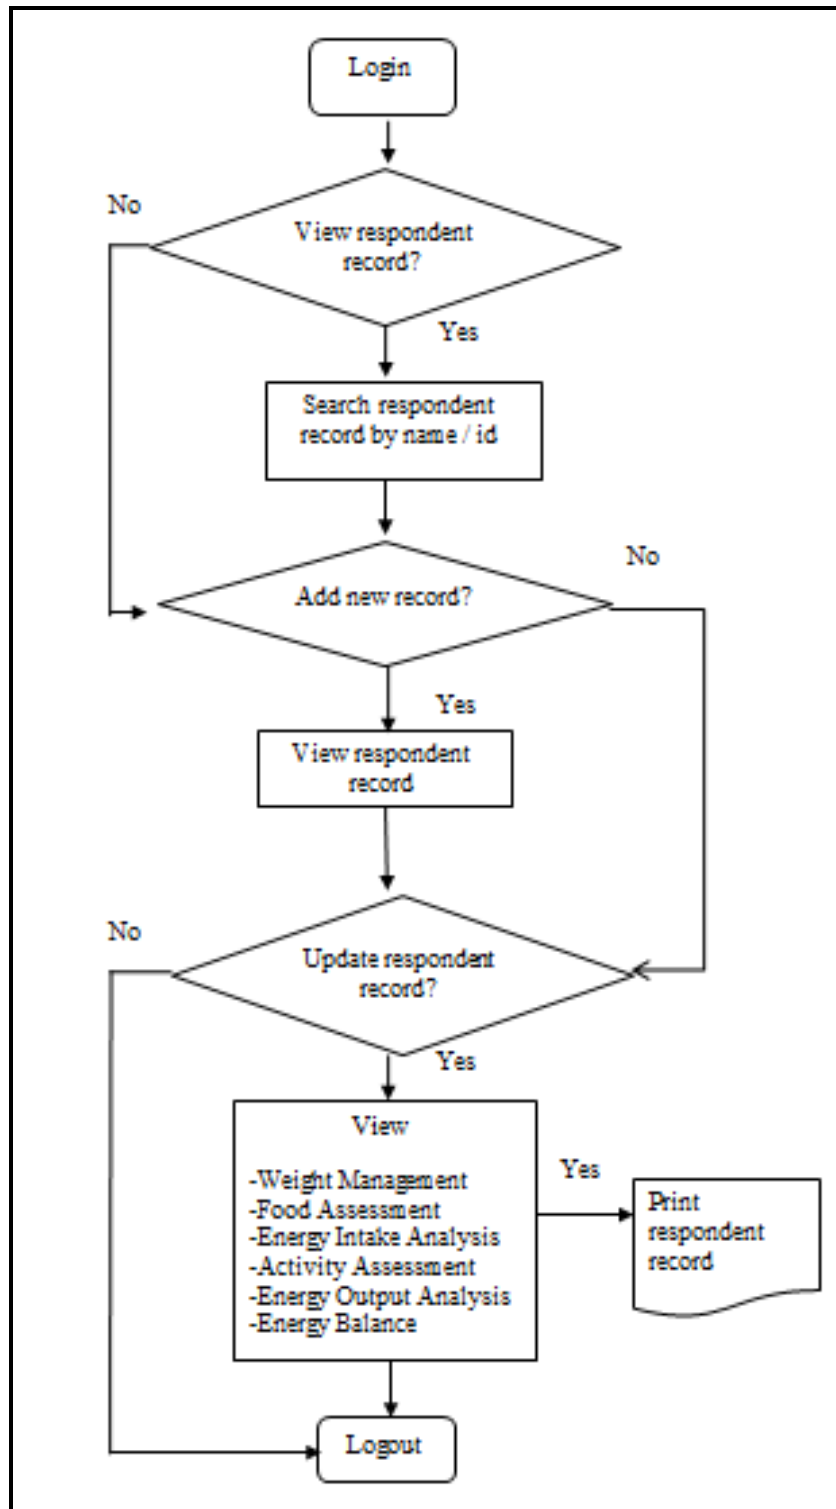 Login
No
View respondent
record?
Yes
Search respondent
record by name / id
No
Add new record?
Yes
View respondent
record
No
Update respondent
record?
Yes
View
-Weight Management
-Food Assessment
-Energy Intake Analysis
-Activity Assessment
-Energy Output Analysis
-Energy Balance
Yes
Print
respondent
record
Logout